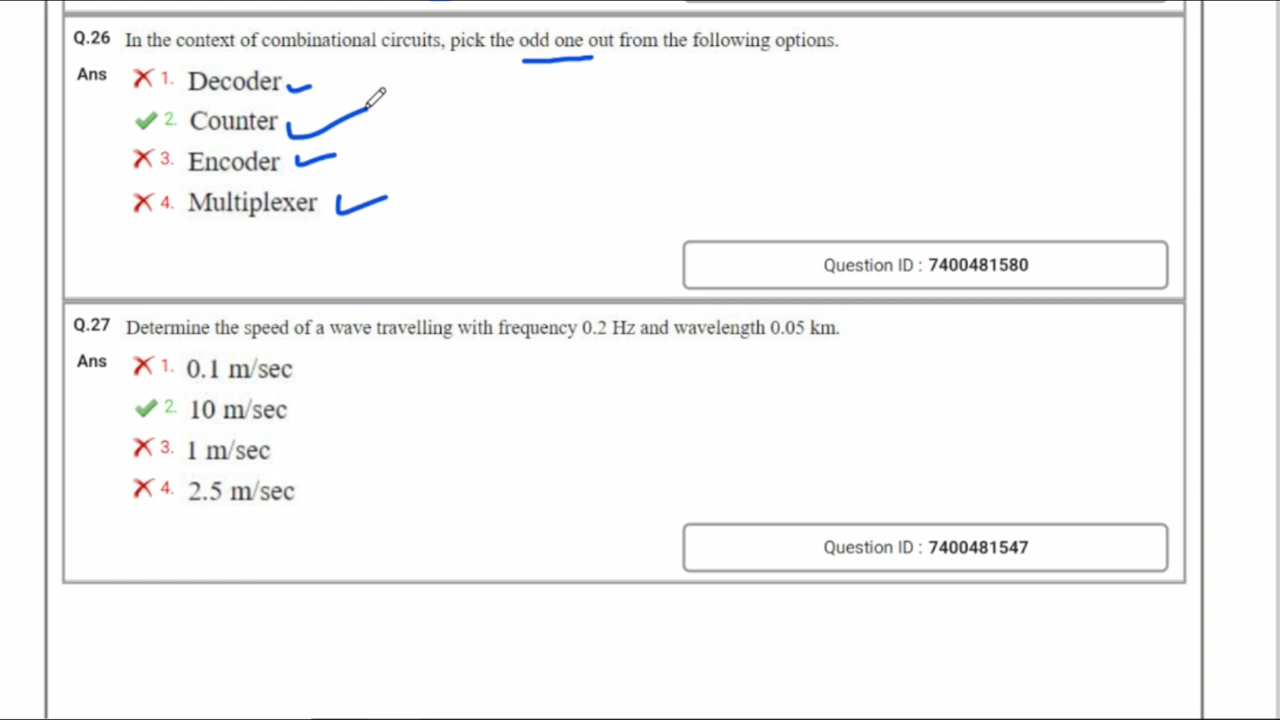 Q.26 In the context of combinational circuits, pick the odd one out from the following options.
Ans 1. Decoder
2. Counter
3. Encoder
4. Multiplexer
Question ID : 7400481580
Q.27 Determine the speed of a wave travelling with frequency 0.2 Hz and wavelength 0.05 km.
Ans 1. 0.1 m/sec
2. 10 m/sec
3. 1 m/sec
4. 2.5 m/sec
Question ID : 7400481547